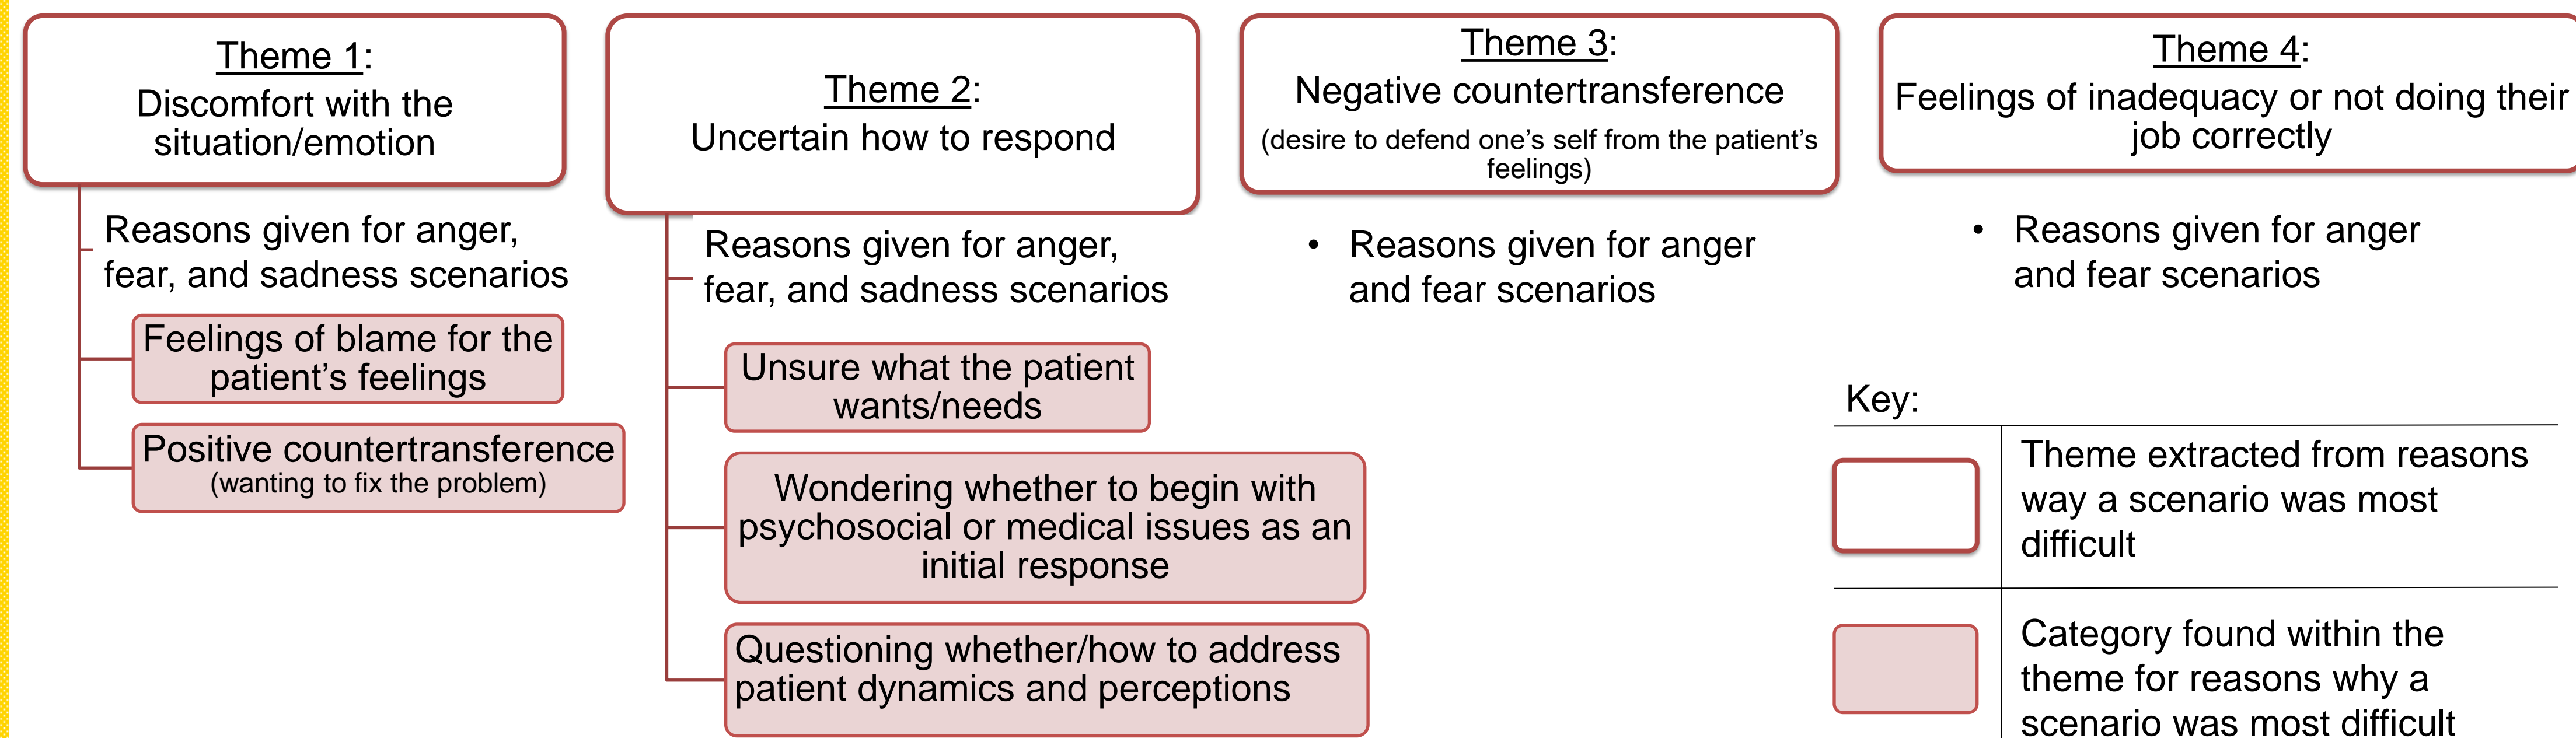 Theme 1:
Discomfort with the
situation/emotion
Reasons given for anger,
fear, and sadness scenarios
Feelings of blame for the
patient’s feelings
Positive countertransference
(wanting to fix the problem)
Theme 2:
Uncertain how to respond
Reasons given for anger,
fear, and sadness scenarios
Unsure what the patient
wants/needs
Wondering whether to begin with
psychosocial or medical issues as an
initial response
Questioning whether/how to address
patient dynamics and perceptions
Theme 3:
Negative countertransference
(desire to defend one’s self from the patient’s
feelings)
• Reasons given for anger
and fear scenarios
Theme 4:
Feelings of inadequacy or not doing their
job correctly
• Reasons given for anger
and fear scenarios
Key:
Theme extracted from reasons
way a scenario was most
difficult
Category found within the
theme for reasons why a
scenario was most difficult